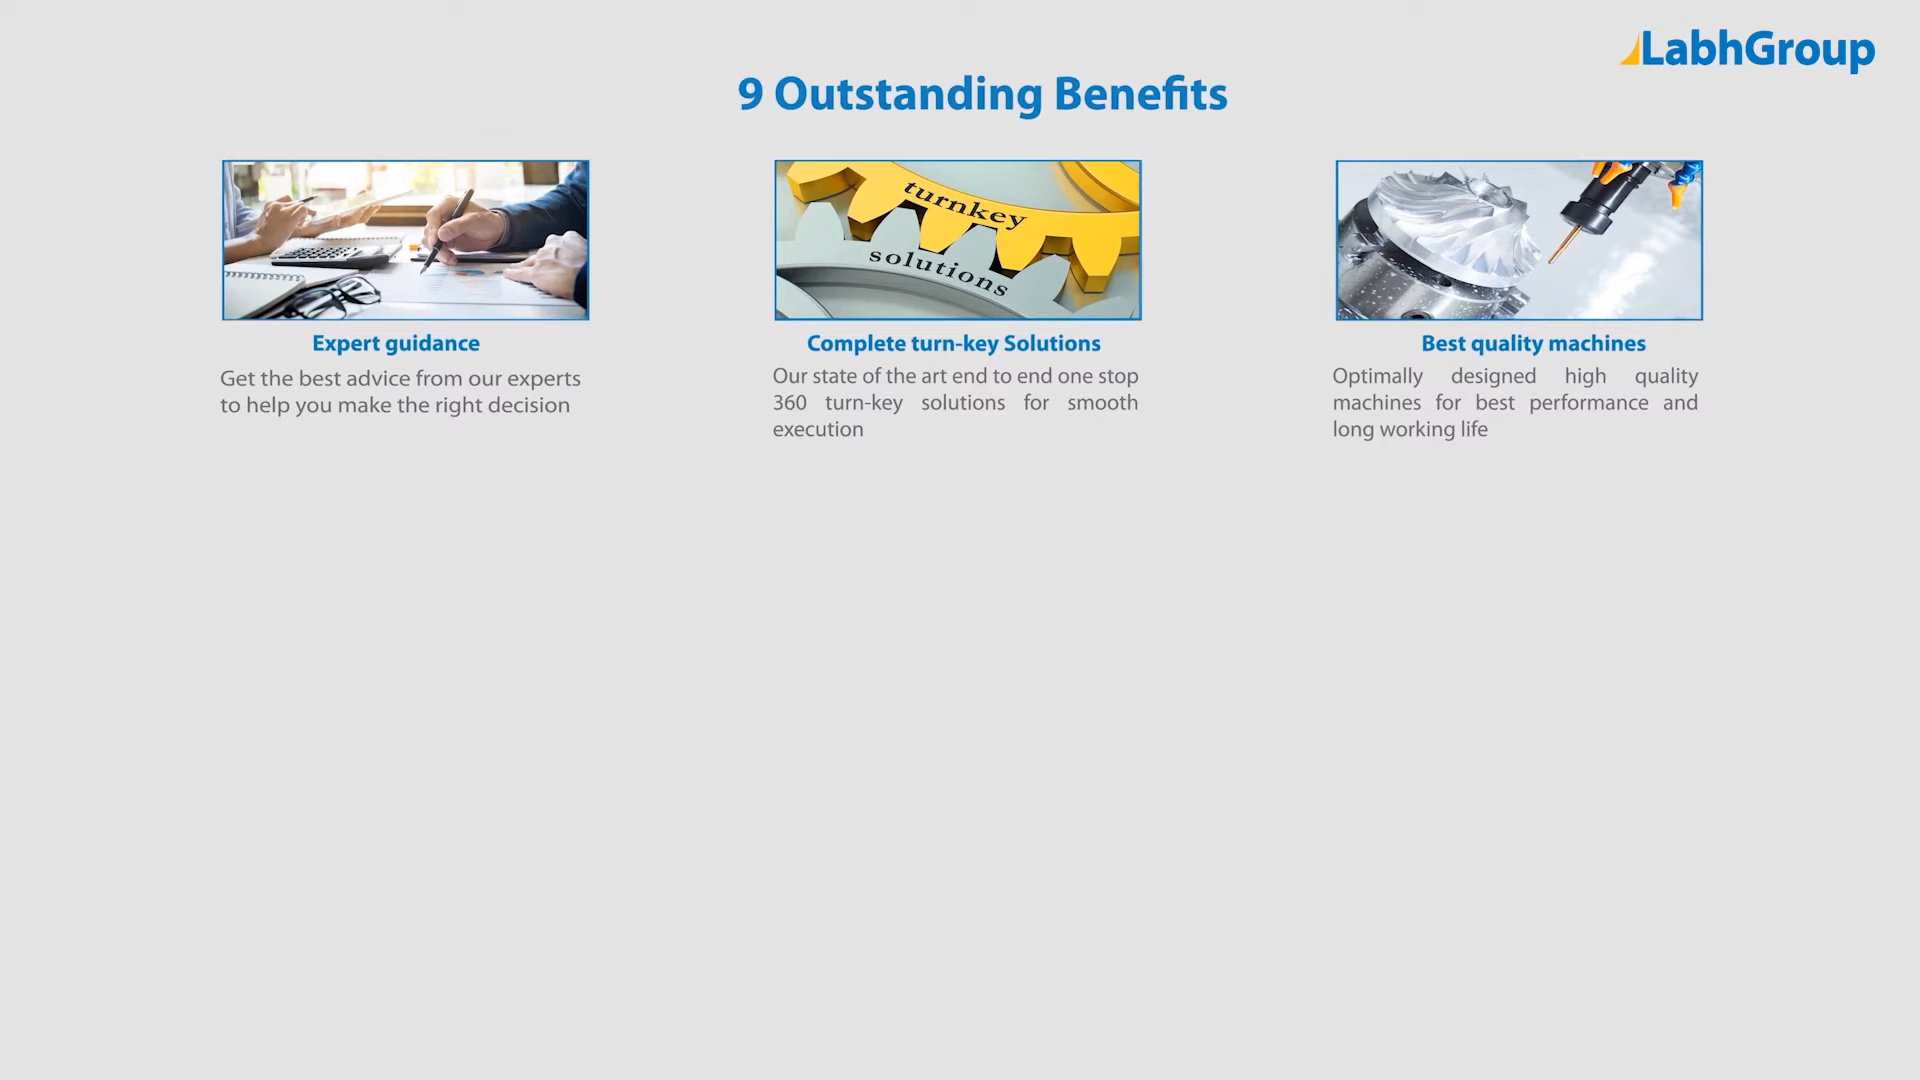 LabhGroup
9 Outstanding Benefits
turnkey
solutions
Expert guidance
Get the best advice from our experts
to help you make the right decision
Complete turn-key Solutions
Our state of the art end to end one stop
360 turn-key solutions for smooth
execution
Best quality machines
Optimally designed high quality
machines for best performance and
long working life